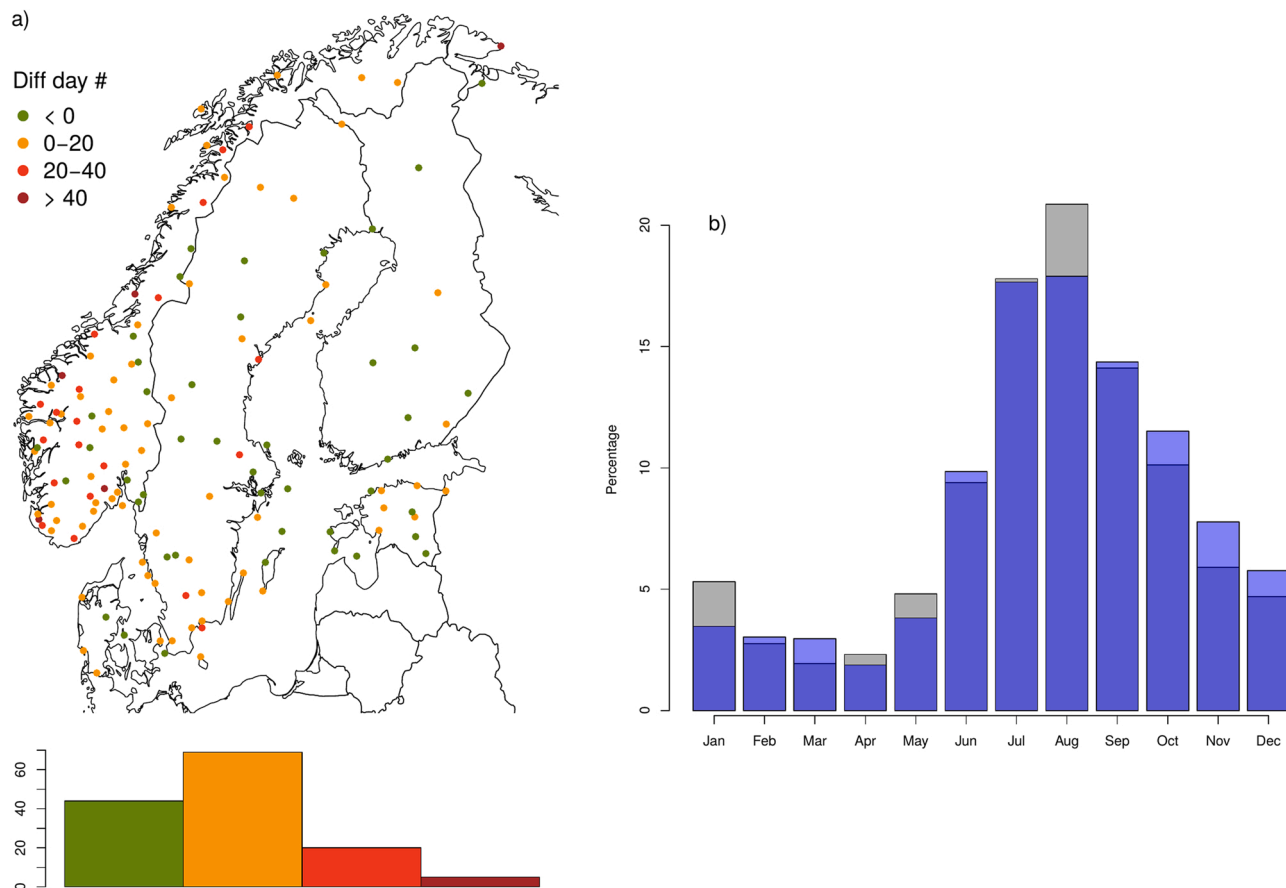 a)
Diff day #
< 0
0−20
20−40
> 40
b)
Percentage
20
15
10
5
0
Jan Feb Mar Apr May Jun Jul Aug Sep Oct Nov Dec
60
40
20
0